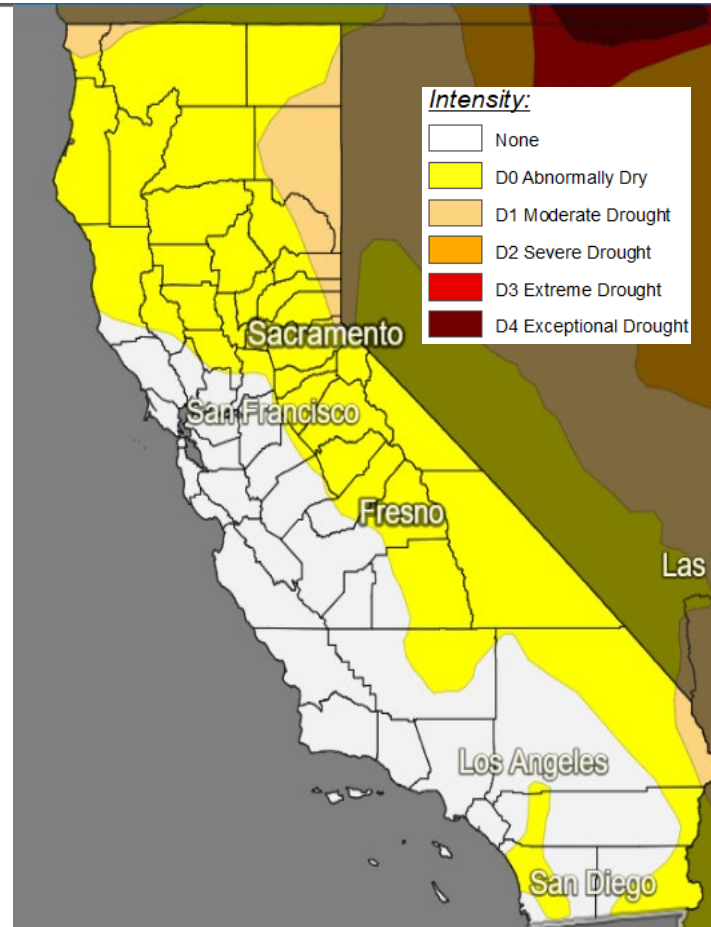 Intensity:
None
D0 Abnormally Dry
D1 Moderate Drought
D2 Severe Drought
D3 Extreme Drought
D4 Exceptional Drought
Sacramento
San Francisco
Fresno
Las
Los Angeles
San Diego